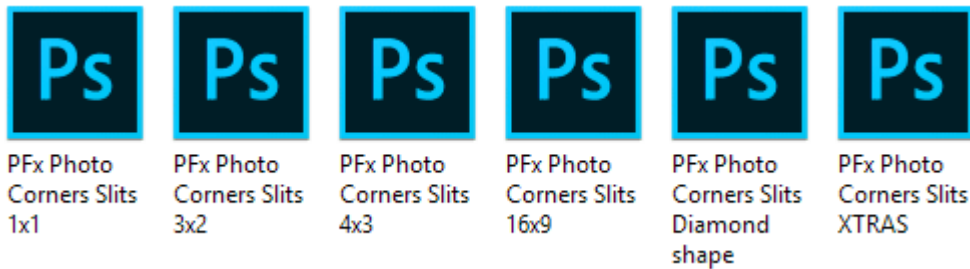 Ps Ps Ps Ps Ps Ps
PFx Photo
Corners Slits
1x1
PFx Photo
Corners Slits
3x2
PFx Photo
Corners Slits
4x3
PFx Photo
Corners Slits
16x9
PFx Photo
Corners Slits
Diamond
shape
PFx Photo
Corners Slits
XTRAS